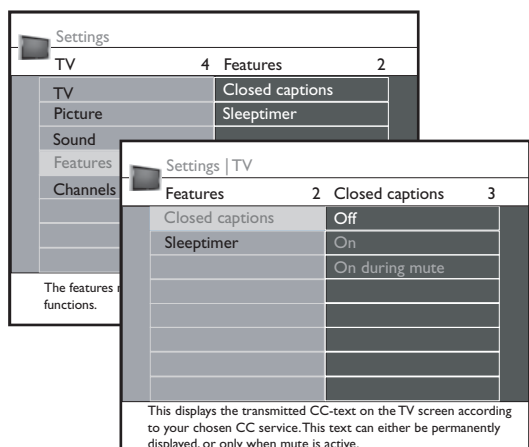 Settings
TV 4 Features 2
TV Closed captions
Picture Sleeptimer
Sound
Features
Channels
The features
functions.
Settings | TV
Features 2 Closed captions 3
Closed captions Off
Sleeptimer On
On during mute
This displays the transmitted CC-text on the TV screen according
to your chosen CC service. This text can either be permanently
displayed, or only when mute is active.